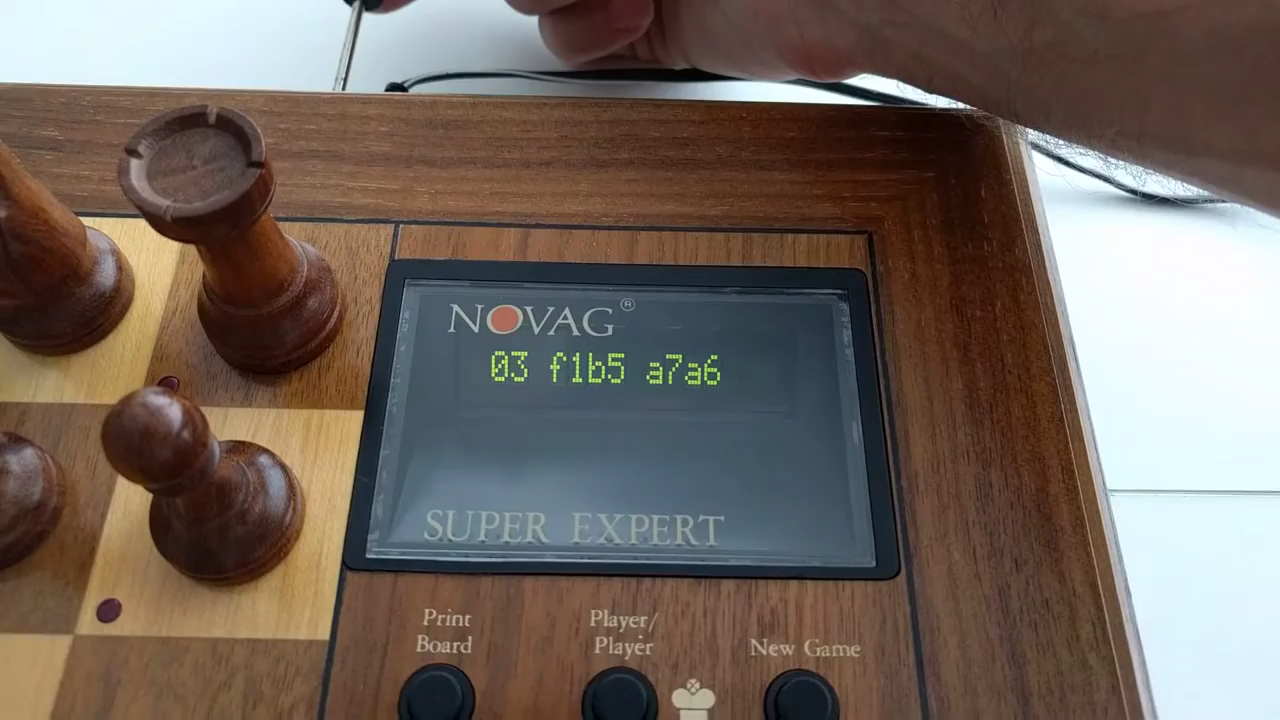 NOVAG®
03 f1b5 a7a6
SUPER EXPERT
Print
Board
Player/
Player
New Game